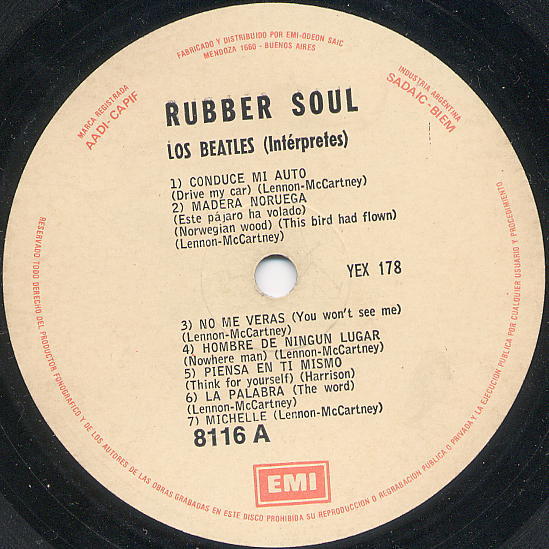 FABRICADO Y DISTRIBUIDO POR EMI-ODEON SAIC
MENDOZA 1660 - BUENOS AIRES
MARCA REGISTRADA
AADI-CAPIF
INDUSTRIA ARGENTINA
SADAIC-BIEM
RUBBER SOUL
LOS BEATLES (Intérpretes)
1) CONDUCE MI AUTO
(Drive my car) (Lennon-McCartney)
2) MADERA NORUEGA
(Este pájaro ha volado)
(Norwegian wood) (This bird had flown)
(Lennon-McCartney)
YEX 178
3) NO ME VERAS (You won't see me)
(Lennon-McCartney)
4) HOMBRE DE NINGUN LUGAR
(Nowhere man) (Lennon-McCartney)
5) PIENSA EN TI MISMO
(Think for yourself) (Harrison)
6) LA PALABRA (The word)
(Lennon-McCartney)
7) MICHELLE (Lennon-McCartney)
8116 A
EMI
RESERVADO TODO DERECHO DEL PRODUCTOR FONOGRAFICO Y DE LOS AUTORES DE LAS OBRAS GRABADAS EN ESTE DISCO PROHIBIDA SU REPRODUCCION O REGRABACION PUBLICA O PRIVADA Y LA EJECUCION PUBLICA POR CUALQUIER USUARIO Y PROCEDIMIENTO